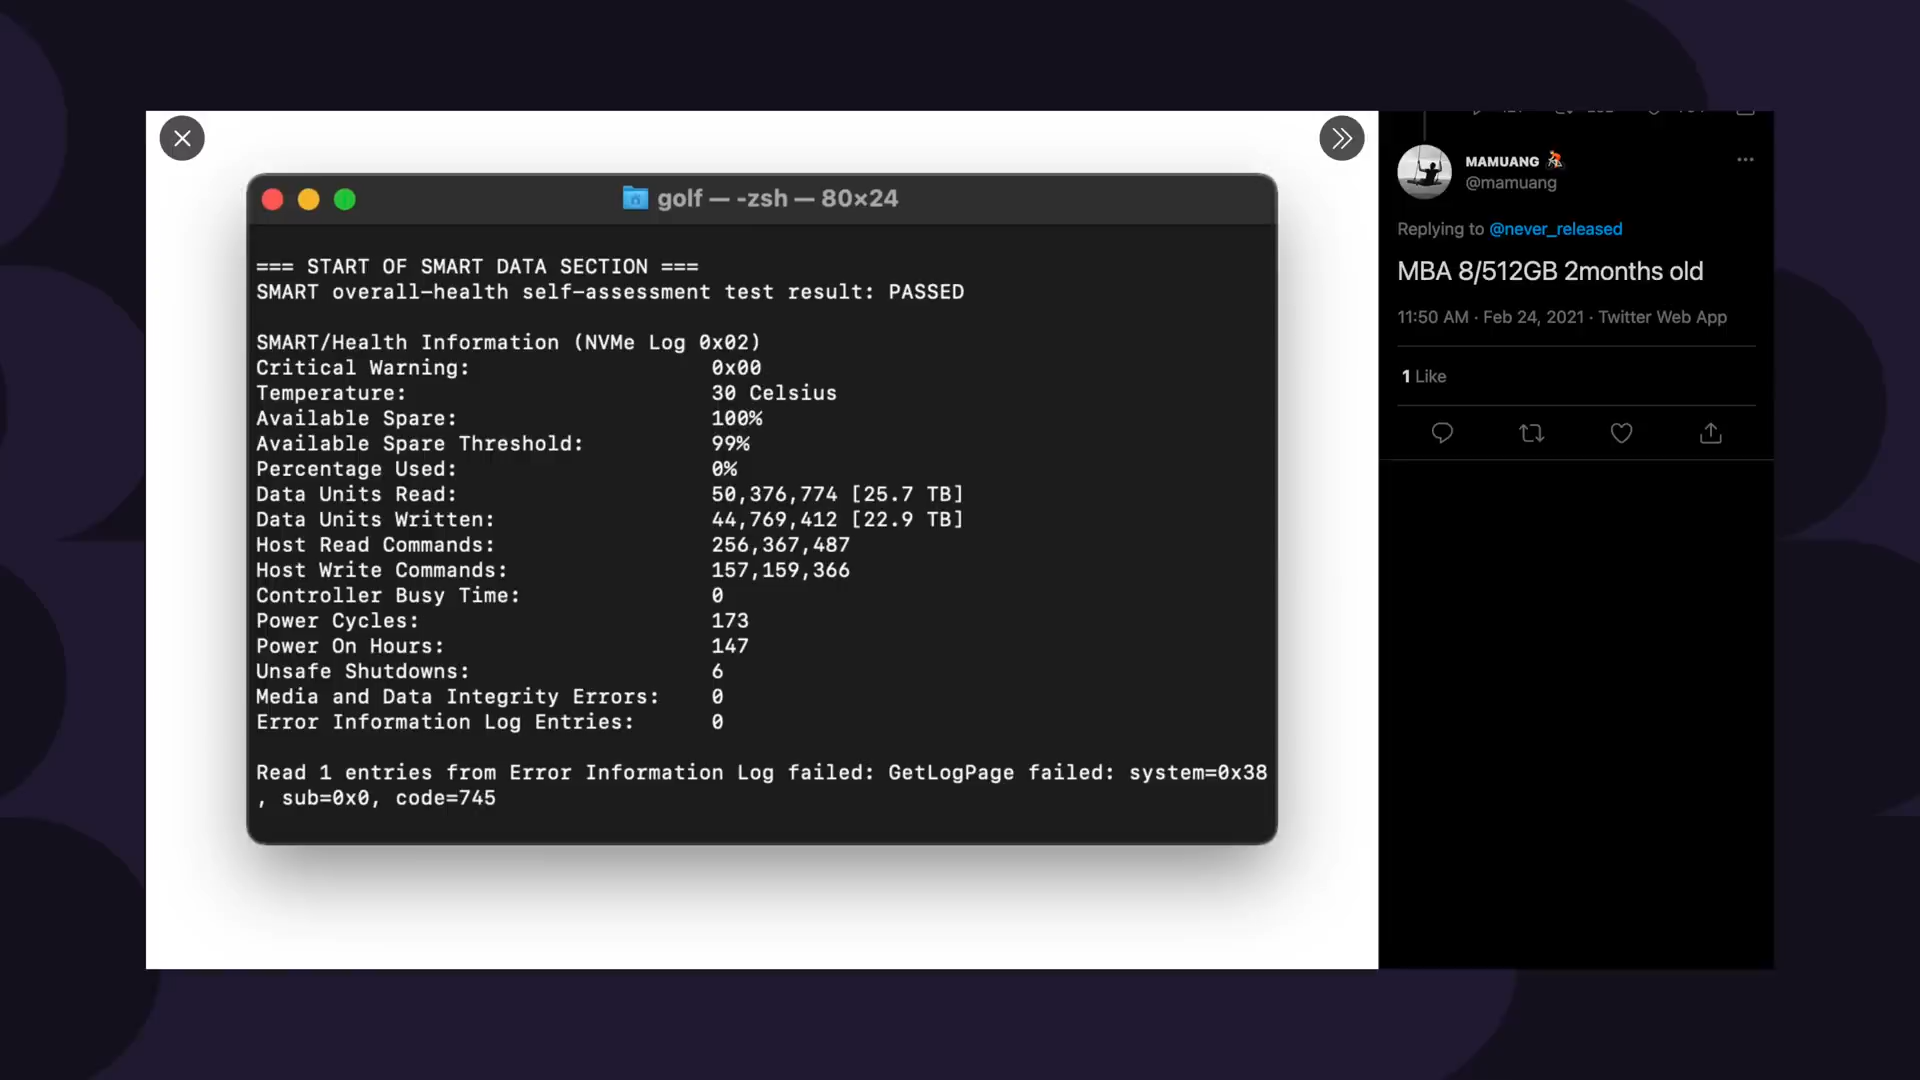 golf — -zsh — 80×24
=== START OF SMART DATA SECTION ===
SMART overall-health self-assessment test result: PASSED
SMART/Health Information (NVMe Log 0x02)
Critical Warning: 0x00
Temperature: 30 Celsius
Available Spare: 100%
Available Spare Threshold: 99%
Percentage Used: 0%
Data Units Read: 50,376,774 [25.7 TB]
Data Units Written: 44,769,412 [22.9 TB]
Host Read Commands: 256,367,487
Host Write Commands: 157,159,366
Controller Busy Time: 0
Power Cycles: 173
Power On Hours: 147
Unsafe Shutdowns: 6
Media and Data Integrity Errors: 0
Error Information Log Entries: 0
Read 1 entries from Error Information Log failed: GetLogPage failed: system=0x38
, sub=0x0, code=745
MAMUANG
@mamuang
Replying to @never_released
MBA 8/512GB 2months old
11:50 AM · Feb 24, 2021 · Twitter Web App
1 Like